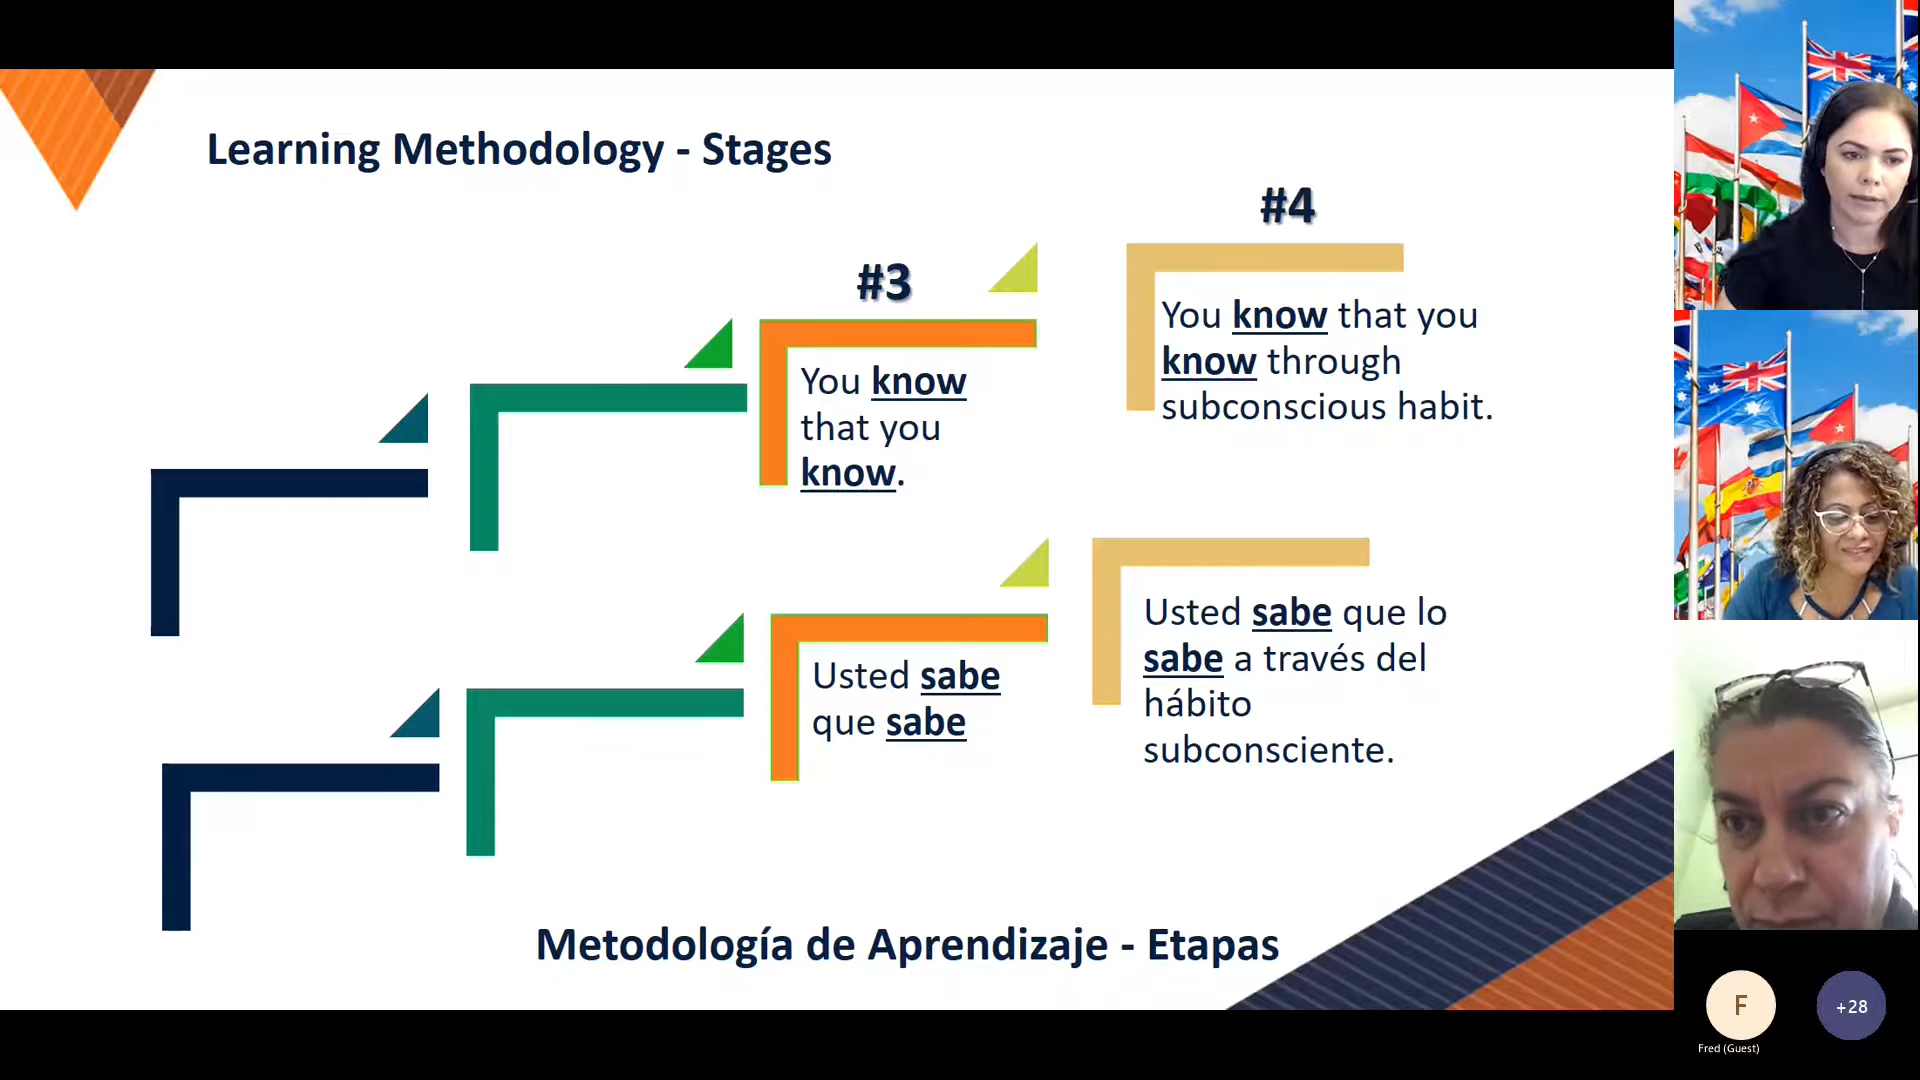 Learning Methodology - Stages
#4
#3
You know that you
know through
subconscious habit.
You know
that you
know.
Usted sabe que lo
sabe a través del
hábito
subconsciente.
Usted sabe
que sabe
Metodología de Aprendizaje - Etapas
F
+28
Fred (Guest)